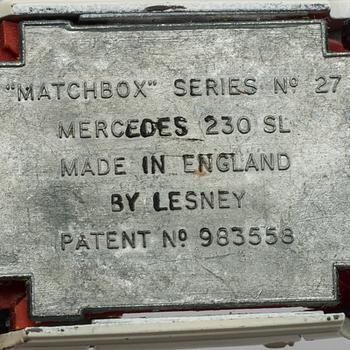 "MATCHBOX" SERIES Nº 27
MERCEDES 230 SL
MADE IN ENGLAND
BY LESNEY
PATENT Nº 983558